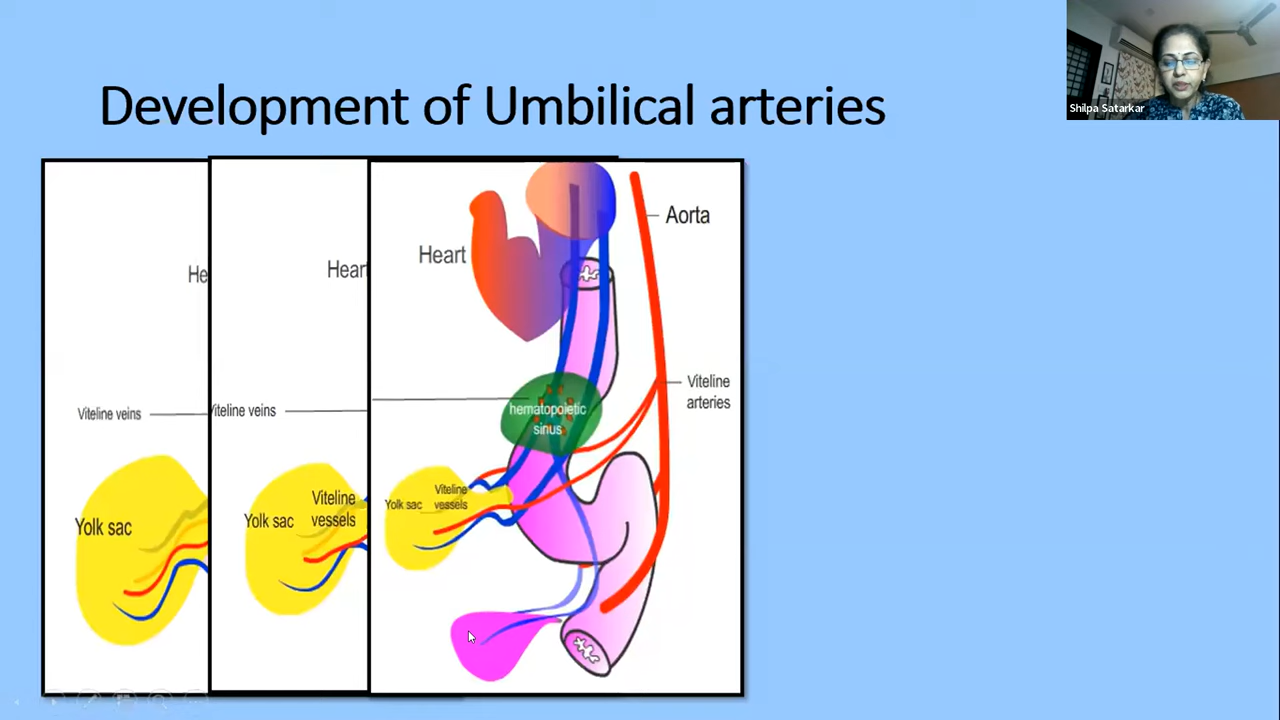 Development of Umbilical arteries
Shilpa Satarkar
He
Viteline veins
Yolk sac
Heart
Viteline veins
Viteline
vessels
Yolk sac
Aorta
Heart
Viteline
arteries
hematopoietic
sinus
Viteline
Yolk sac vessels